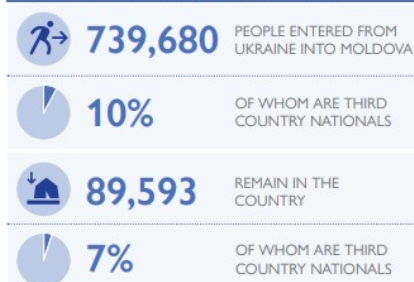 739,680 PEOPLE ENTERED FROM
UKRAINE INTO MOLDOVA
10% OF WHOM ARE THIRD
COUNTRY NATIONALS
89,593 REMAIN IN THE
COUNTRY
7% OF WHOM ARE THIRD
COUNTRY NATIONALS